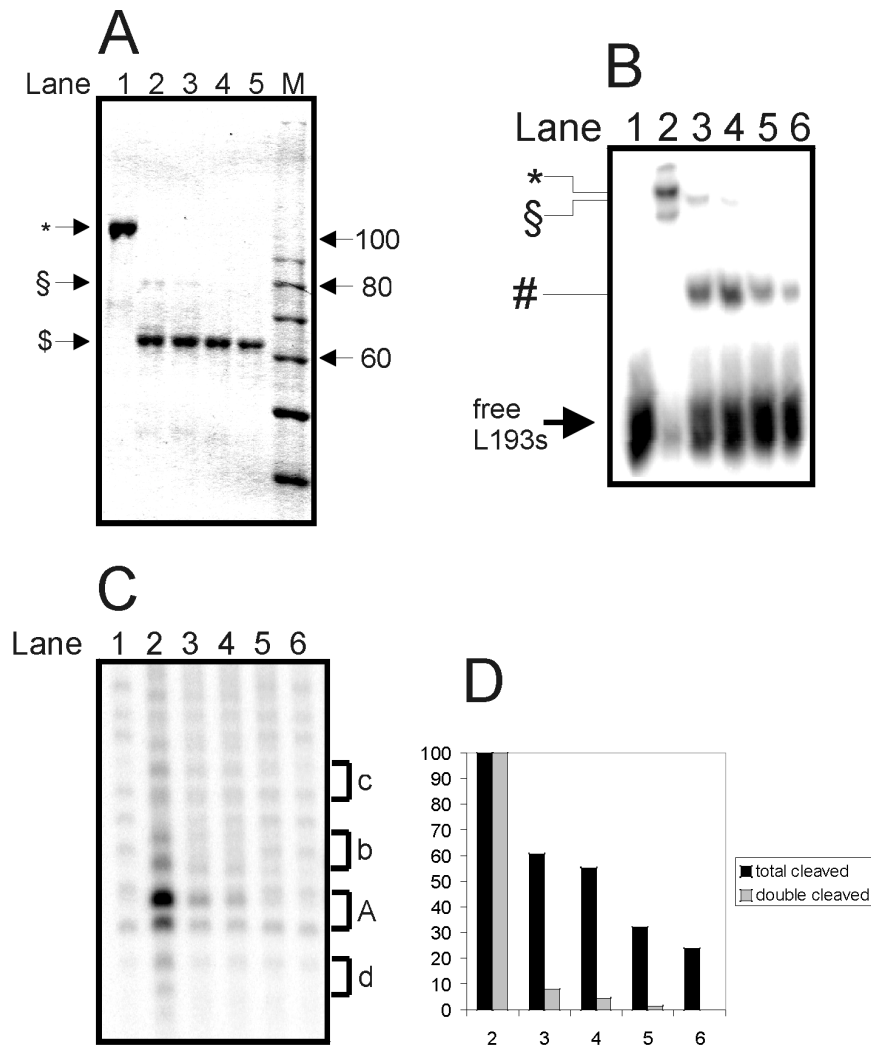 A
Lane 1 2 3 4 5 M
*
§
$
100
80
60
B
Lane 1 2 3 4 5 6
*
§
#
free
L193s
C
Lane 1 2 3 4 5 6
c
b
A
d
D
100
90
80
70
60
50
40
30
20
10
0
2 3 4 5 6
total cleaved
double cleaved